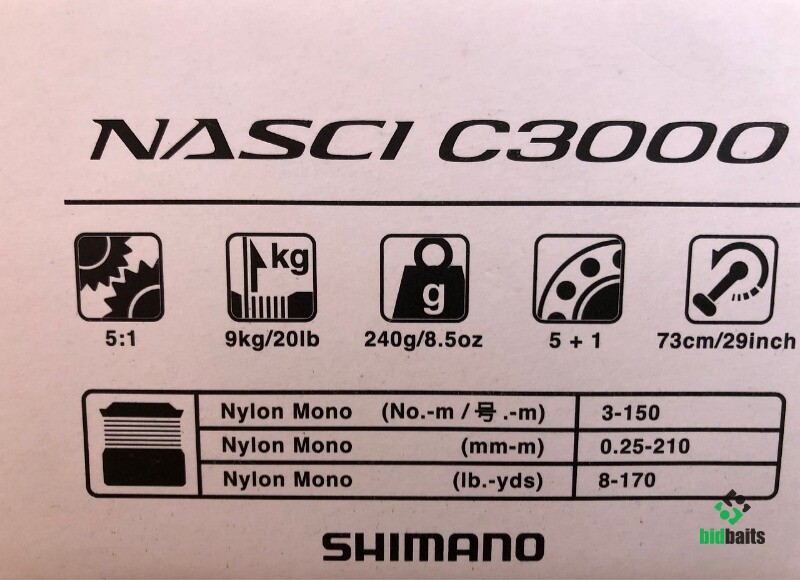 NASCI C3000
kg
g
5:1 9kg/20lb 240g/8.5oz 5 + 1 73cm/29inch
Nylon Mono (No.-m / 号.-m) 3-150
Nylon Mono (mm-m) 0.25-210
Nylon Mono (lb.-yds) 8-170
bidbaits
SHIMANO